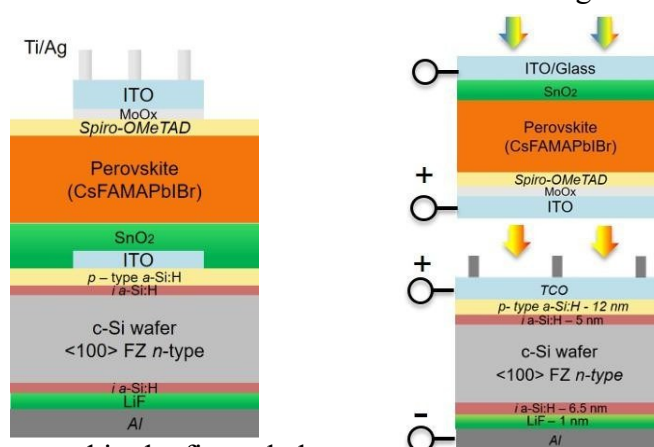 Ti/Ag
ITO
MoOx
Spiro-OMeTAD
Perovskite
(CsFAMAPbIBr)
SnO2
ITO
p – type a-Si:H
i a-Si:H
c-Si wafer
<100> FZ n-type
i a-Si:H
LiF
Al
ITO/Glass
SnO2
Perovskite
(CsFAMAPbIBr)
+
Spiro-OMeTAD
MoOx
ITO
+
TCO
p- type a-Si:H - 12 nm
i a-Si:H – 5 nm
c-Si wafer
<100> FZ n-type
i a-Si:H – 6.5 nm
–
LiF – 1 nm
Al